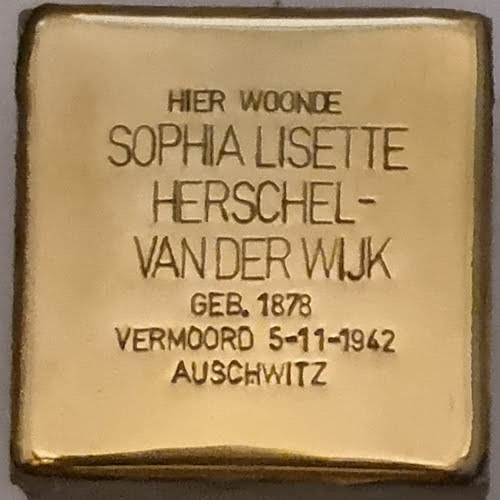 HIER WOONDE
SOPHIA LISETTE
HERSCHEL-
VAN DER WIJK
GEB. 1878
VERMOORD 5-11-1942
AUSCHWITZ